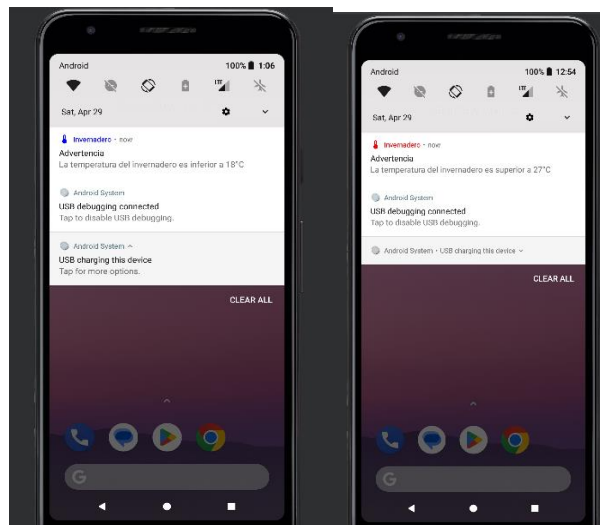 Android
100% 1:06
LTE
Sat, Apr 29
Invernadero • now
Advertencia
La temperatura del invernadero es inferior a 18°C
Android System
USB debugging connected
Tap to disable USB debugging.
Android System
USB charging this device
Tap for more options.
CLEAR ALL
G
Android
100% 12:54
LTE
Sat, Apr 29
Invernadero • now
Advertencia
La temperatura del invernadero es superior a 27°C
Android System
USB debugging connected
Tap to disable USB debugging.
Android System • USB charging this device
CLEAR ALL
G